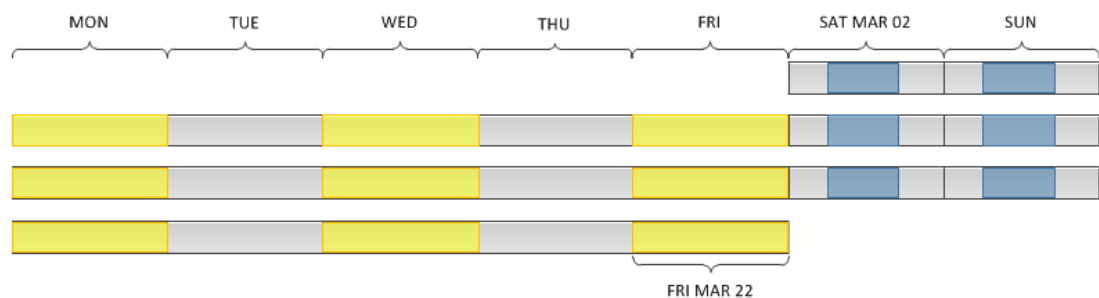 MON TUE WED THU FRI SAT MAR 02 SUN
FRI MAR 22